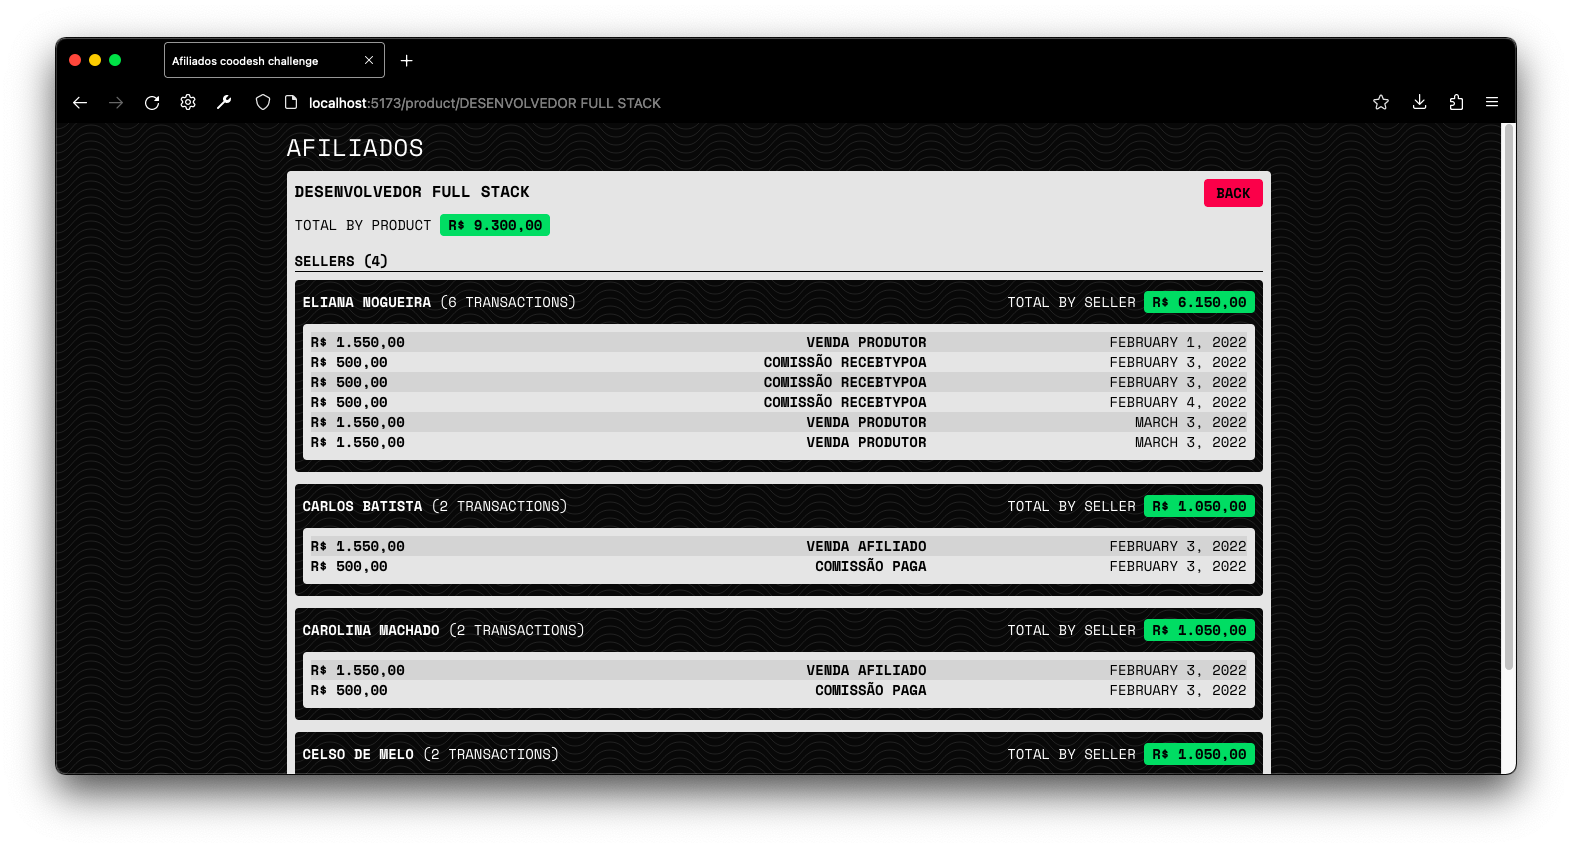 Afiliados coodesh challenge
localhost:5173/product/DESENVOLVEDOR FULL STACK
AFILIADOS
DESENVOLVEDOR FULL STACK BACK
TOTAL BY PRODUCT R$ 9.300,00
SELLERS (4)
ELIANA NOGUEIRA (6 TRANSACTIONS) TOTAL BY SELLER R$ 6.150,00
R$ 1.550,00 VENDA PRODUTOR FEBRUARY 1, 2022
R$ 500,00 COMISSÃO RECEBTYPOA FEBRUARY 3, 2022
R$ 500,00 COMISSÃO RECEBTYPOA FEBRUARY 3, 2022
R$ 500,00 COMISSÃO RECEBTYPOA FEBRUARY 4, 2022
R$ 1.550,00 VENDA PRODUTOR MARCH 3, 2022
R$ 1.550,00 VENDA PRODUTOR MARCH 3, 2022
CARLOS BATISTA (2 TRANSACTIONS) TOTAL BY SELLER R$ 1.050,00
R$ 1.550,00 VENDA AFILIADO FEBRUARY 3, 2022
R$ 500,00 COMISSÃO PAGA FEBRUARY 3, 2022
CAROLINA MACHADO (2 TRANSACTIONS) TOTAL BY SELLER R$ 1.050,00
R$ 1.550,00 VENDA AFILIADO FEBRUARY 3, 2022
R$ 500,00 COMISSÃO PAGA FEBRUARY 3, 2022
CELSO DE MELO (2 TRANSACTIONS) TOTAL BY SELLER R$ 1.050,00